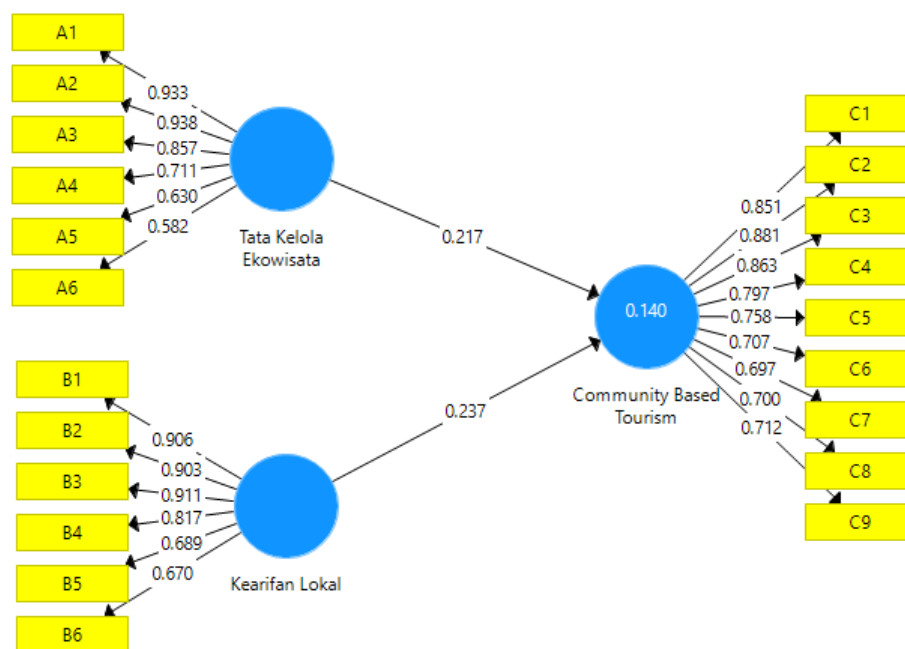 A1
A2
A3
A4
A5
A6
0.933
0.938
0.857
0.711
0.630
0.582
Tata Kelola
Ekowisata
0.217
B1
B2
B3
B4
B5
B6
0.906
0.903
0.911
0.817
0.689
0.670
Kearifan Lokal
0.237
0.140
Community Based
Tourism
0.851
0.881
0.863
0.797
0.758
0.707
0.697
0.700
0.712
C1
C2
C3
C4
C5
C6
C7
C8
C9